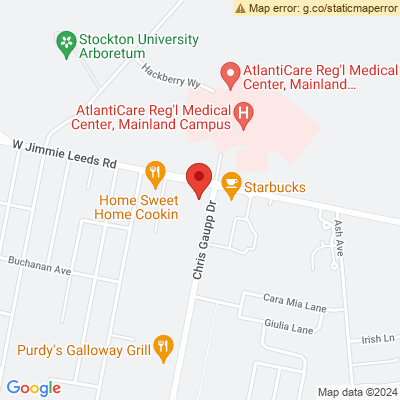 Map error: g.co/staticmaperror
Stockton University
Arboretum
Hackberry Wy
AtlantiCare Reg'l Medical
Center, Mainland...
AtlantiCare Reg'l Medical
Center, Mainland Campus
H
W Jimmie Leeds Rd
Home Sweet
Home Cookin
Starbucks
Chris Gaupp Dr
Ash Ave
Buchanan Ave
Cara Mia Lane
Giulia Lane
Irish Ln
Purdy's Galloway Grill
Google
Map data ©2024